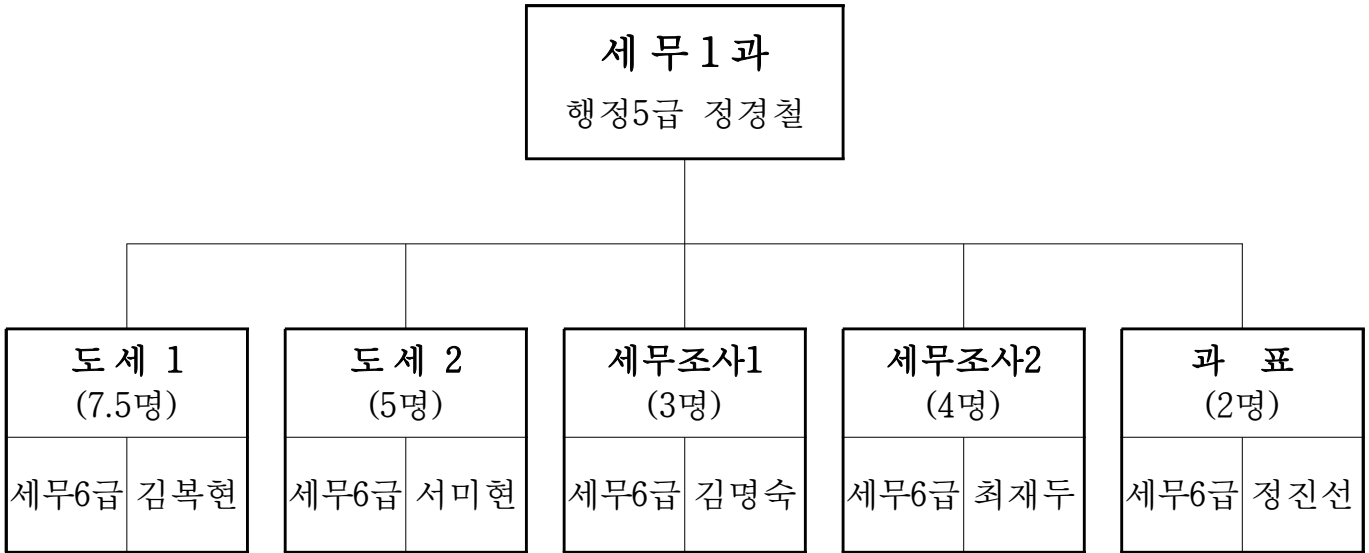 세 무 1 과
행정5급 정경철
도 세 1
(7.5명)
세무6급 김복현
도 세 2
(5명)
세무6급 서미현
세무조사1
(3명)
세무6급 김명숙
세무조사2
(4명)
세무6급 최재두
과 표
(2명)
세무6급 정진선